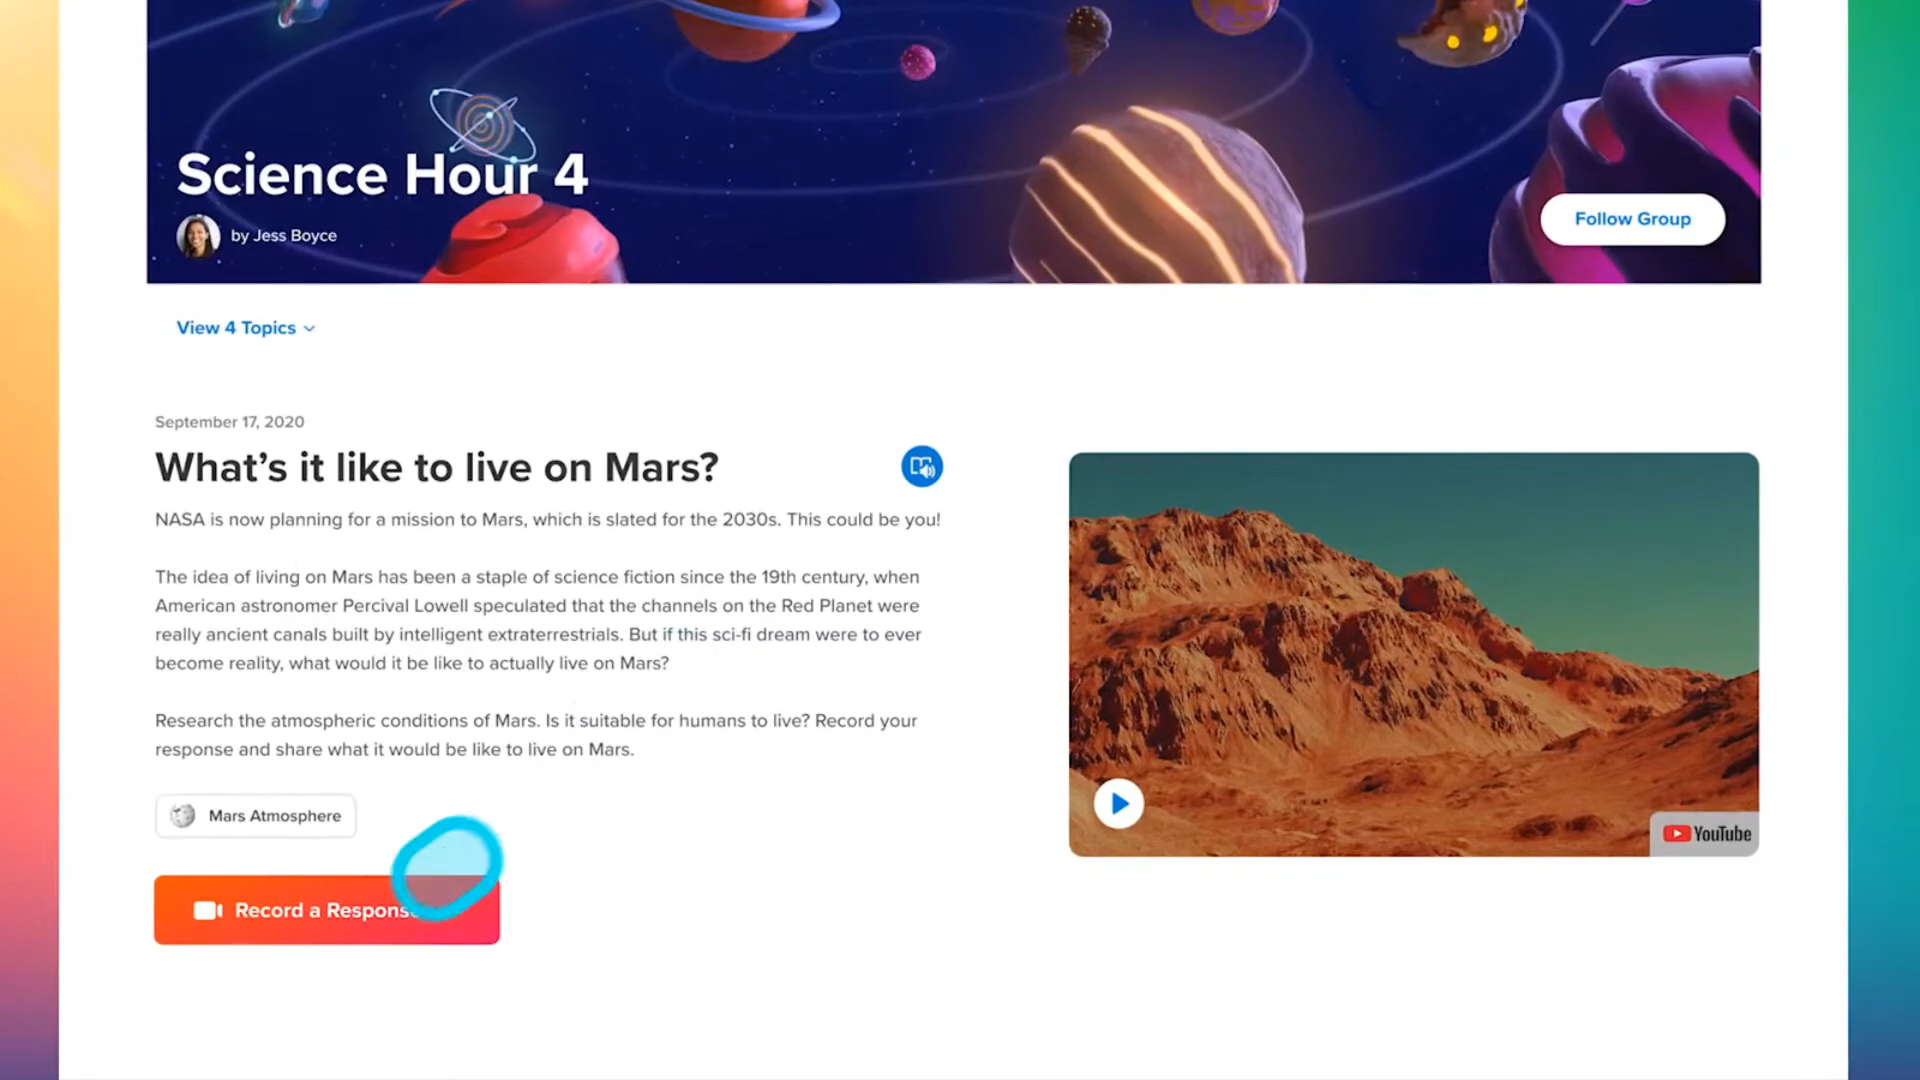 Science Hour 4
by Jess Boyce
Follow Group
View 4 Topics
September 17, 2020
What's it like to live on Mars?
NASA is now planning for a mission to Mars, which is slated for the 2030s. This could be you!
The idea of living on Mars has been a staple of science fiction since the 19th century, when
American astronomer Percival Lowell speculated that the channels on the Red Planet were
really ancient canals built by intelligent extraterrestrials. But if this sci-fi dream were to ever
become reality, what would it be like to actually live on Mars?
Research the atmospheric conditions of Mars. Is it suitable for humans to live? Record your
response and share what it would be like to live on Mars.
Mars Atmosphere
Record a Response
YouTube